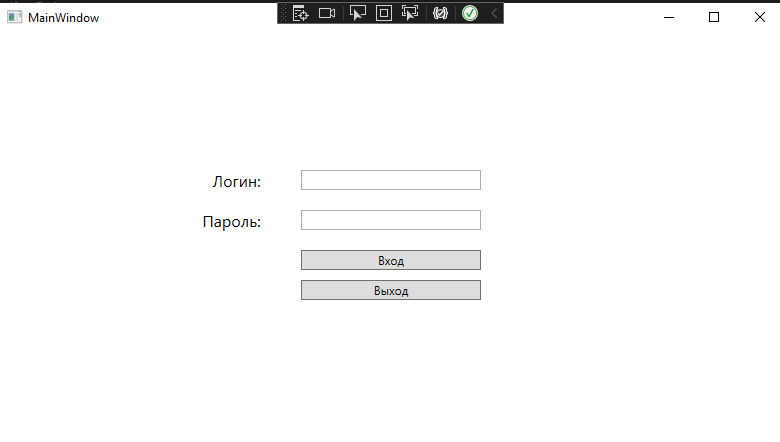 MainWindow
Логин:
Пароль:
Вход
Выход